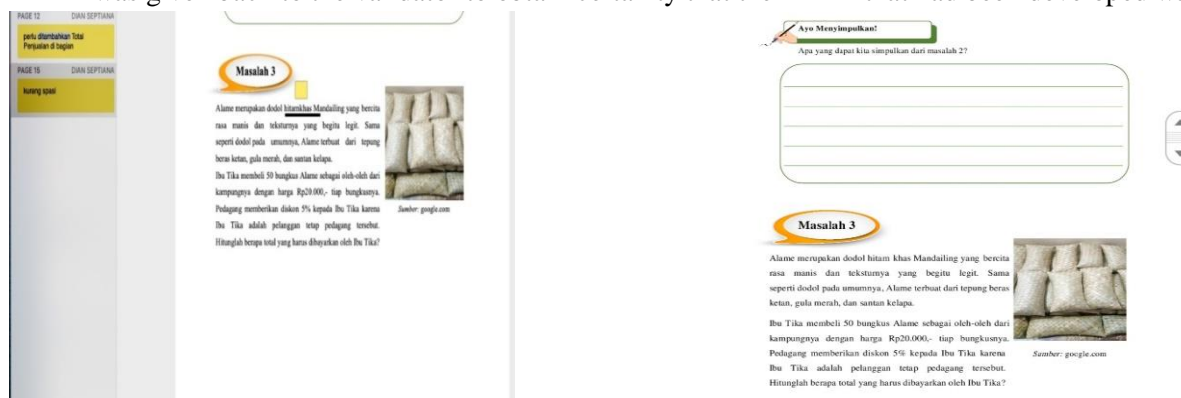 PAGE 12 DIAN SEPTIANA
perlu ditambahkan Total
Penjualan di bagian
PAGE 16 DIAN SEPTIANA
kurang spasi
Masalah 3
Alame merupakan dodol hitamkhas Mandailing yang bercita
rasa manis dan teksturnya yang begitu legit. Sama
seperti dodol pada umumnya, Alame terbuat dari tepung
beras ketan, gula merah, dan santan kelapa.
Ibu Tika membeli 50 bungkus Alame sebagai oleh-oleh dari
kampungnya dengan harga Rp20.000,- tiap bungkusnya.
Pedagang memberikan diskon 5% kepada Ibu Tika karena
Ibu Tika adalah pelanggan tetap pedagang tersebut.
Hitunglah berapa total yang harus dibayarkan oleh Ibu Tika?
Sumber: google.com
Ayo Menyimpulkan!
Apa yang dapat kita simpulkan dari masalah 2?
Masalah 3
Alame merupakan dodol hitam khas Mandailing yang bercita
rasa manis dan teksturnya yang begitu legit. Sama
seperti dodol pada umumnya, Alame terbuat dari tepung beras
ketan, gula merah, dan santan kelapa.
Ibu Tika membeli 50 bungkus Alame sebagai oleh-oleh dari
kampungnya dengan harga Rp20.000,- tiap bungkusnya.
Pedagang memberikan diskon 5% kepada Ibu Tika karena
Ibu Tika adalah pelanggan tetap pedagang tersebut.
Hitunglah berapa total yang harus dibayarkan oleh Ibu Tika?
Sumber: google.com